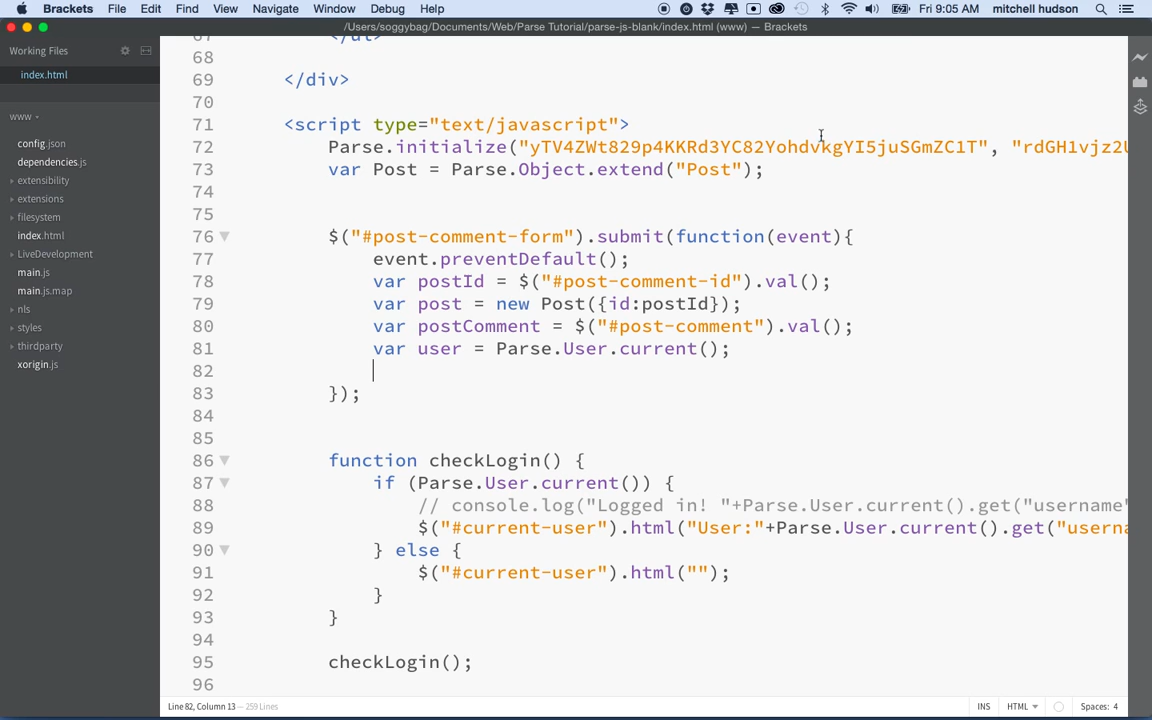 Brackets File Edit Find View Navigate Window Debug Help Fri 9:05 AM mitchell hudson
/Users/soggybag/Documents/Web/Parse Tutorial/parse-js-blank/index.html (www) — Brackets
Working Files
index.html
www
config.json
dependencies.js
extensibility
extensions
filesystem
index.html
LiveDevelopment
main.js
main.js.map
nls
styles
thirdparty
xorigin.js
67 </ul>
68
69 </div>
70
71 <script type="text/javascript">
72 Parse.initialize("yTV4ZWt829p4KKRd3YC82YohdvkgYI5juSGmZC1T", "rdGH1vjz2U
73 var Post = Parse.Object.extend("Post");
74
75
76 $("#post-comment-form").submit(function(event){
77 event.preventDefault();
78 var postId = $("#post-comment-id").val();
79 var post = new Post({id:postId});
80 var postComment = $("#post-comment").val();
81 var user = Parse.User.current();
82
83 });
84
85
86 function checkLogin() {
87 if (Parse.User.current()) {
88 // console.log("Logged in! "+Parse.User.current().get("username"
89 $("#current-user").html("User:"+Parse.User.current().get("userna
90 } else {
91 $("#current-user").html("");
92 }
93 }
94
95 checkLogin();
96
Line 82, Column 13 — 259 Lines INS HTML Spaces: 4